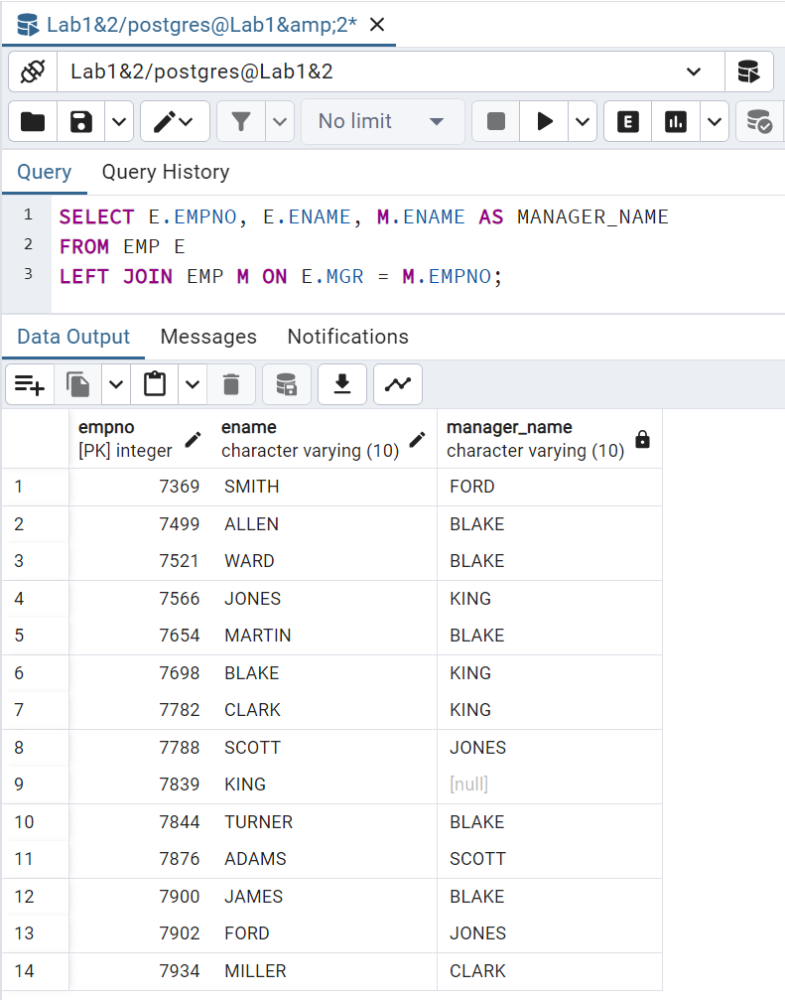 Lab1&2/postgres@Lab1&amp;2*
Lab1&2/postgres@Lab1&2
No limit
E
Query Query History
1 SELECT E.EMPNO, E.ENAME, M.ENAME AS MANAGER_NAME
2 FROM EMP E
3 LEFT JOIN EMP M ON E.MGR = M.EMPNO;
Data Output Messages Notifications
empno ename manager_name
[PK] integer character varying (10) character varying (10)
1 7369 SMITH FORD
2 7499 ALLEN BLAKE
3 7521 WARD BLAKE
4 7566 JONES KING
5 7654 MARTIN BLAKE
6 7698 BLAKE KING
7 7782 CLARK KING
8 7788 SCOTT JONES
9 7839 KING [null]
10 7844 TURNER BLAKE
11 7876 ADAMS SCOTT
12 7900 JAMES BLAKE
13 7902 FORD JONES
14 7934 MILLER CLARK